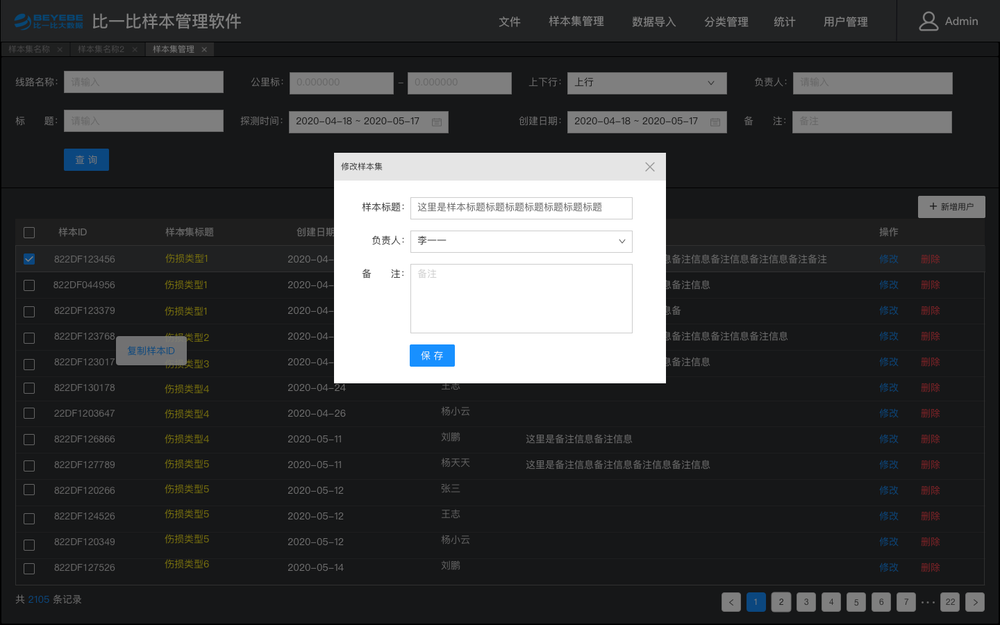 BEYEBE 比一比大数据 比一比样本管理软件 文件 样本集管理 数据导入 分类管理 统计 用户管理 Admin
样本集名称 × 样本集名称2 × 样本集管理 ×
线路名称: 请输入 公里标: 0.000000 – 0.000000 上下行: 上行 负责人: 请输入
标 题: 请输入 探测时间: 2020-04-18 ~ 2020-05-17 创建日期: 2020-04-18 ~ 2020-05-17 备 注: 备注
查 询
修改样本集
样本标题: 这里是样本标题标题标题标题标题标题标题
负责人: 李一一
备 注: 备注
保 存
+ 新增用户
样本ID 样本集标题 创建日期 操作
822DF123456 伤损类型1 2020-04- 备注信息备注信息备注信息备注备注 修改 删除
822DF044956 伤损类型1 2020-04- 备注信息 修改 删除
822DF123379 伤损类型1 2020-04- 备 修改 删除
822DF123768 类型2 2020-04- 备注信息备注信息备注信息 修改 删除
复制样本ID
822DF123017 类型3 2020-04- 备注信息 修改 删除
822DF130178 伤损类型4 2020-04-24 王志 修改 删除
22DF1203647 伤损类型4 2020-04-26 杨小云 修改 删除
822DF126866 伤损类型4 2020-05-11 刘鹏 这里是备注信息备注信息 修改 删除
822DF127789 伤损类型5 2020-05-11 杨天天 这里是备注信息备注信息备注信息备注信息 修改 删除
822DF120266 伤损类型5 2020-05-12 张三 修改 删除
822DF124526 伤损类型5 2020-05-12 王志 修改 删除
822DF120349 伤损类型5 2020-05-12 杨小云 修改 删除
822DF127526 伤损类型6 2020-05-14 刘鹏 修改 删除
共 2105 条记录 < 1 2 3 4 5 6 7 ••• 22 >